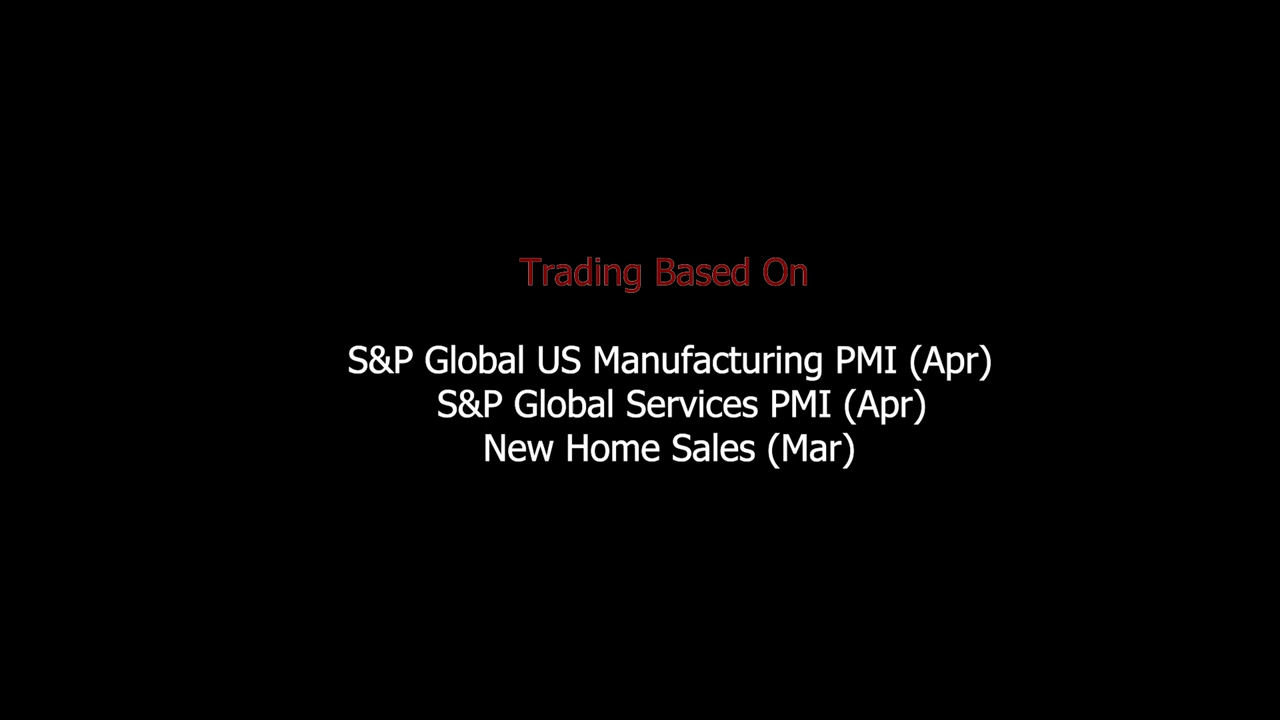 Trading Based On
S&P Global US Manufacturing PMI (Apr)
S&P Global Services PMI (Apr)
New Home Sales (Mar)